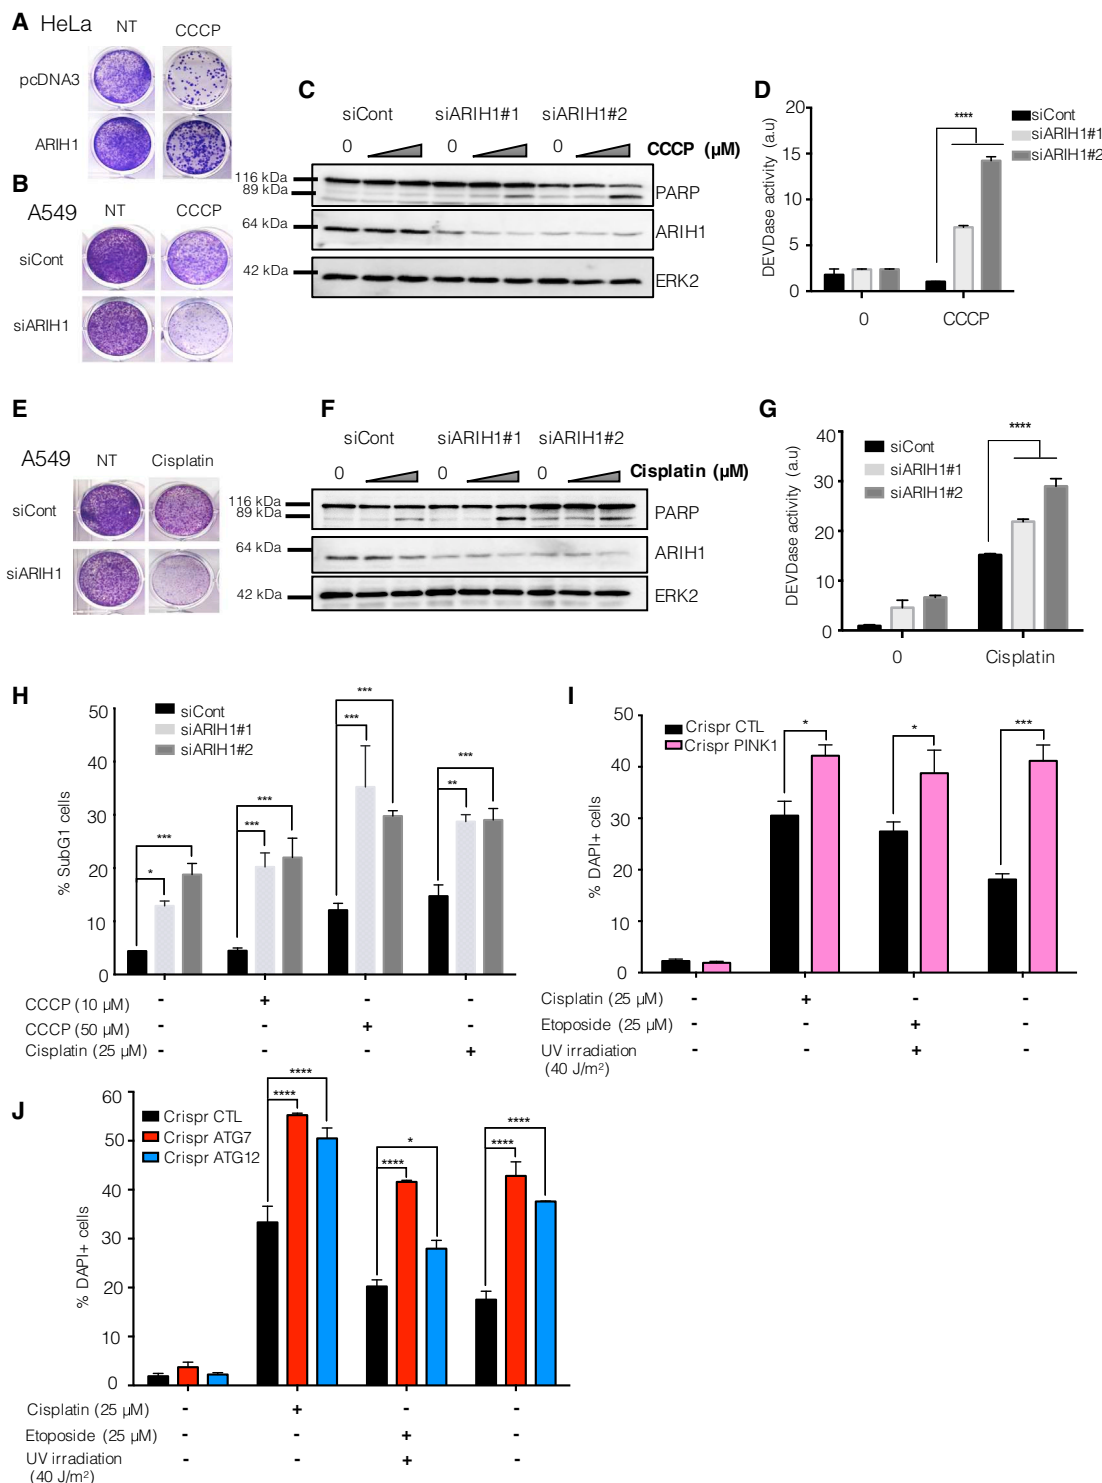 A HeLa NT CCCP
pcDNA3
ARIH1
B
A549 NT CCCP
siCont
siARIH1
C
siCont siARIH1#1 siARIH1#2
0 0 0 CCCP (µM)
116 kDa
89 kDa PARP
64 kDa ARIH1
42 kDa ERK2
D
DEVDase activity (a.u)
20
15
10
5
0
****
siCont
siARIH1#1
siARIH1#2
0 CCCP
E
A549 NT Cisplatin
siCont
siARIH1
F
siCont siARIH1#1 siARIH1#2
0 0 0 Cisplatin (µM)
116 kDa
89 kDa PARP
64 kDa ARIH1
42 kDa ERK2
G
DEVDase activity (a.u)
40
30
20
10
0
siCont
siARIH1#1
siARIH1#2
****
0 Cisplatin
H
% SubG1 cells
50
40
30
20
10
0
siCont
siARIH1#1
siARIH1#2
* *** *** *** *** *** ** ***
CCCP (10 µM) - + - -
CCCP (50 µM) - - + -
Cisplatin (25 µM) - - - +
I
% DAPI+ cells
50
40
30
20
10
0
Crispr CTL
Crispr PINK1
* * ***
Cisplatin (25 µM) - + - -
Etoposide (25 µM) - - + -
UV irradiation - - + -
(40 J/m²)
J
% DAPI+ cells
60
50
40
30
20
10
0
Crispr CTL
Crispr ATG7
Crispr ATG12
**** **** **** * **** ****
Cisplatin (25 µM) - + - -
Etoposide (25 µM) - - + -
UV irradiation - - + -
(40 J/m²)